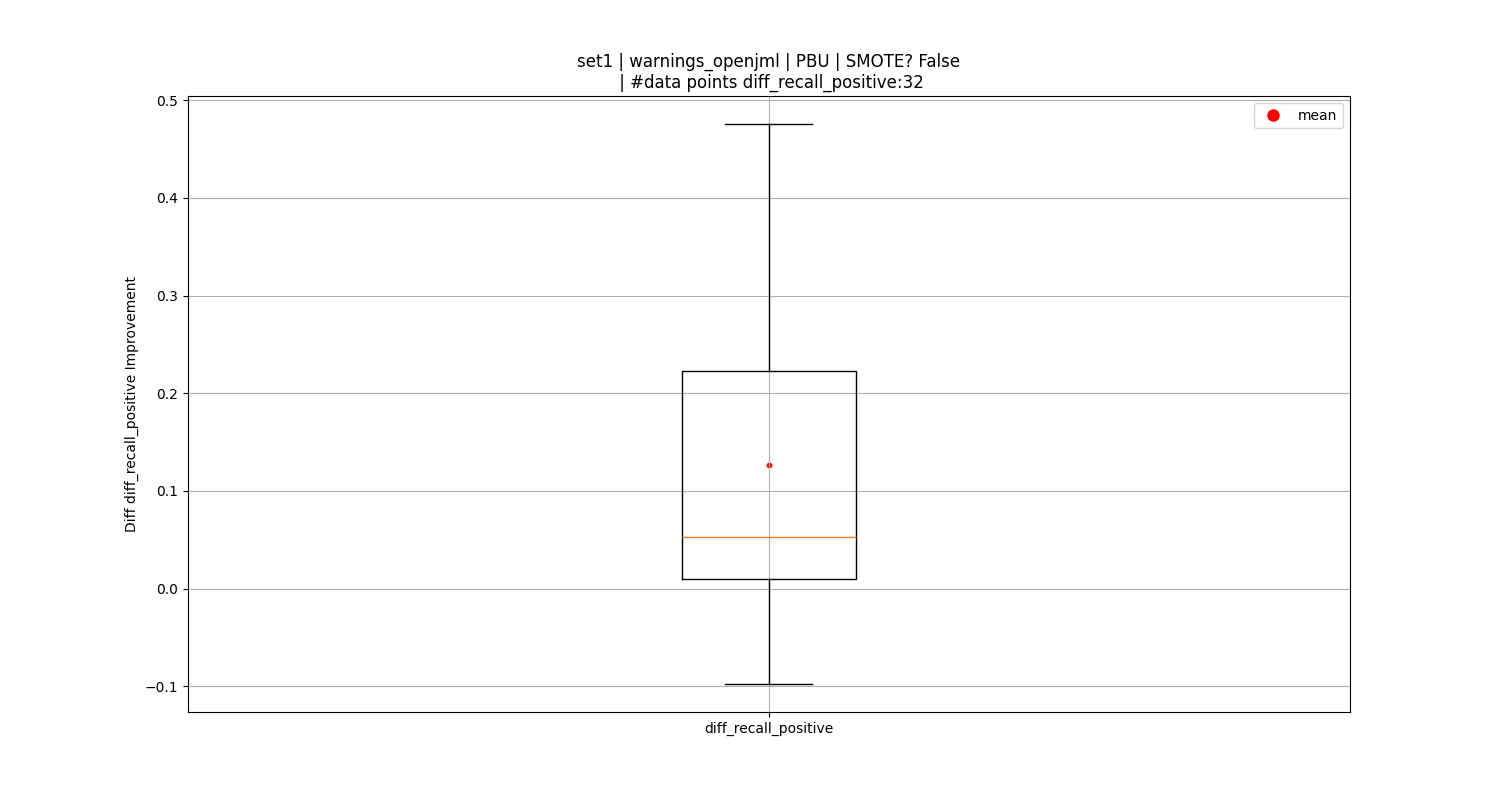 set1 | warnings_openjml | PBU | SMOTE? False
| #data points diff_recall_positive:32
mean
Diff diff_recall_positive Improvement
0.5
0.4
0.3
0.2
0.1
0.0
−0.1
diff_recall_positive